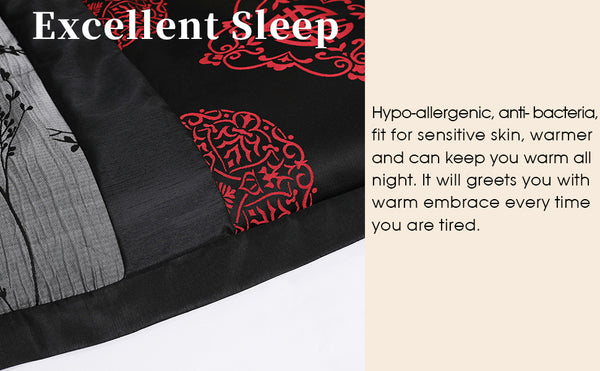 Excellent Sleep
Hypo-allergenic, anti- bacteria,
fit for sensitive skin, warmer
and can keep you warm all
night. It will greets you with
warm embrace every time
you are tired.